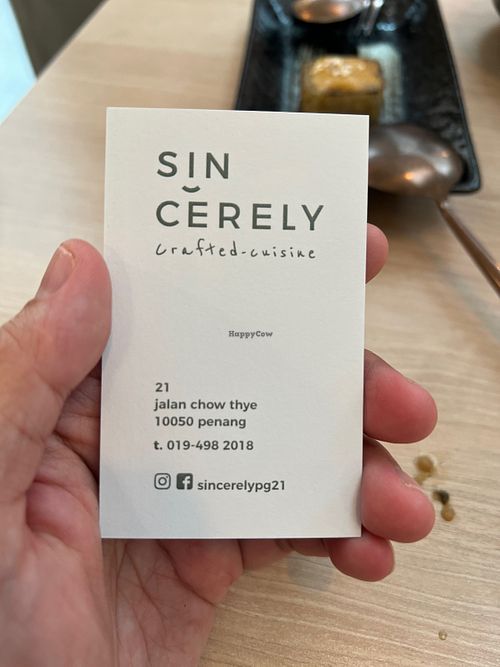 SIN
CERELY
crafted-cuisine
HappyCow
21
jalan chow thye
10050 penang
t. 019-498 2018
sincerelypg21